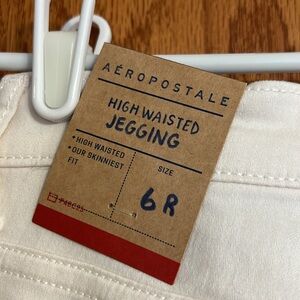 AÉROPOSTALE
HIGH WAISTED
JEGGING
• HIGH WAISTED
• OUR SKINNIEST
FIT
SIZE
6R